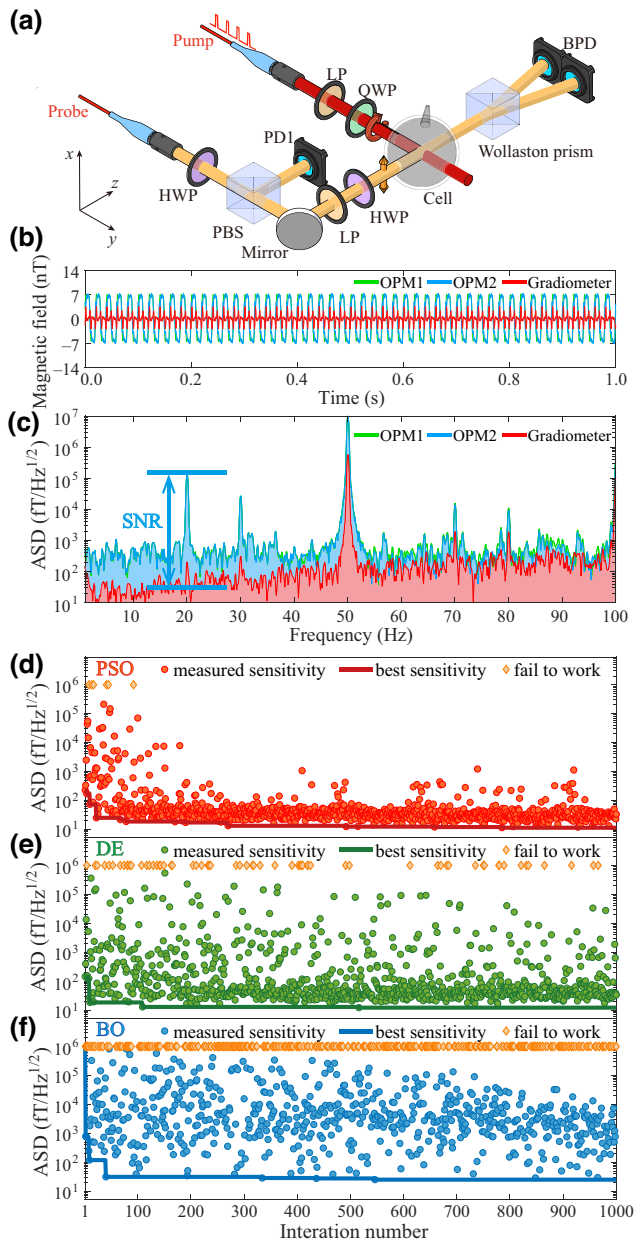 (a)
Pump
LP
QWP
BPD
Probe
PD1
Wollaston prism
x
z
y
HWP
PBS
Mirror
LP
HWP
Cell
(b)
Magnetic field (nT)
14
7
0
−7
−14
OPM1 OPM2 Gradiometer
0.0 0.2 0.4 0.6 0.8 1.0
Time (s)
(c)
ASD (fT/Hz^{1/2})
10^7
10^6
10^5
10^4
10^3
10^2
10^1
OPM1 OPM2 Gradiometer
SNR
10 20 30 40 50 60 70 80 90 100
Frequency (Hz)
(d)
PSO
measured sensitivity best sensitivity fail to work
ASD (fT/Hz^{1/2})
10^6
10^5
10^4
10^3
10^2
10^1
(e)
DE
measured sensitivity best sensitivity fail to work
ASD (fT/Hz^{1/2})
10^6
10^5
10^4
10^3
10^2
10^1
(f)
BO
measured sensitivity best sensitivity fail to work
ASD (fT/Hz^{1/2})
10^6
10^5
10^4
10^3
10^2
10^1
1 100 200 300 400 500 600 700 800 900 1000
Interation number